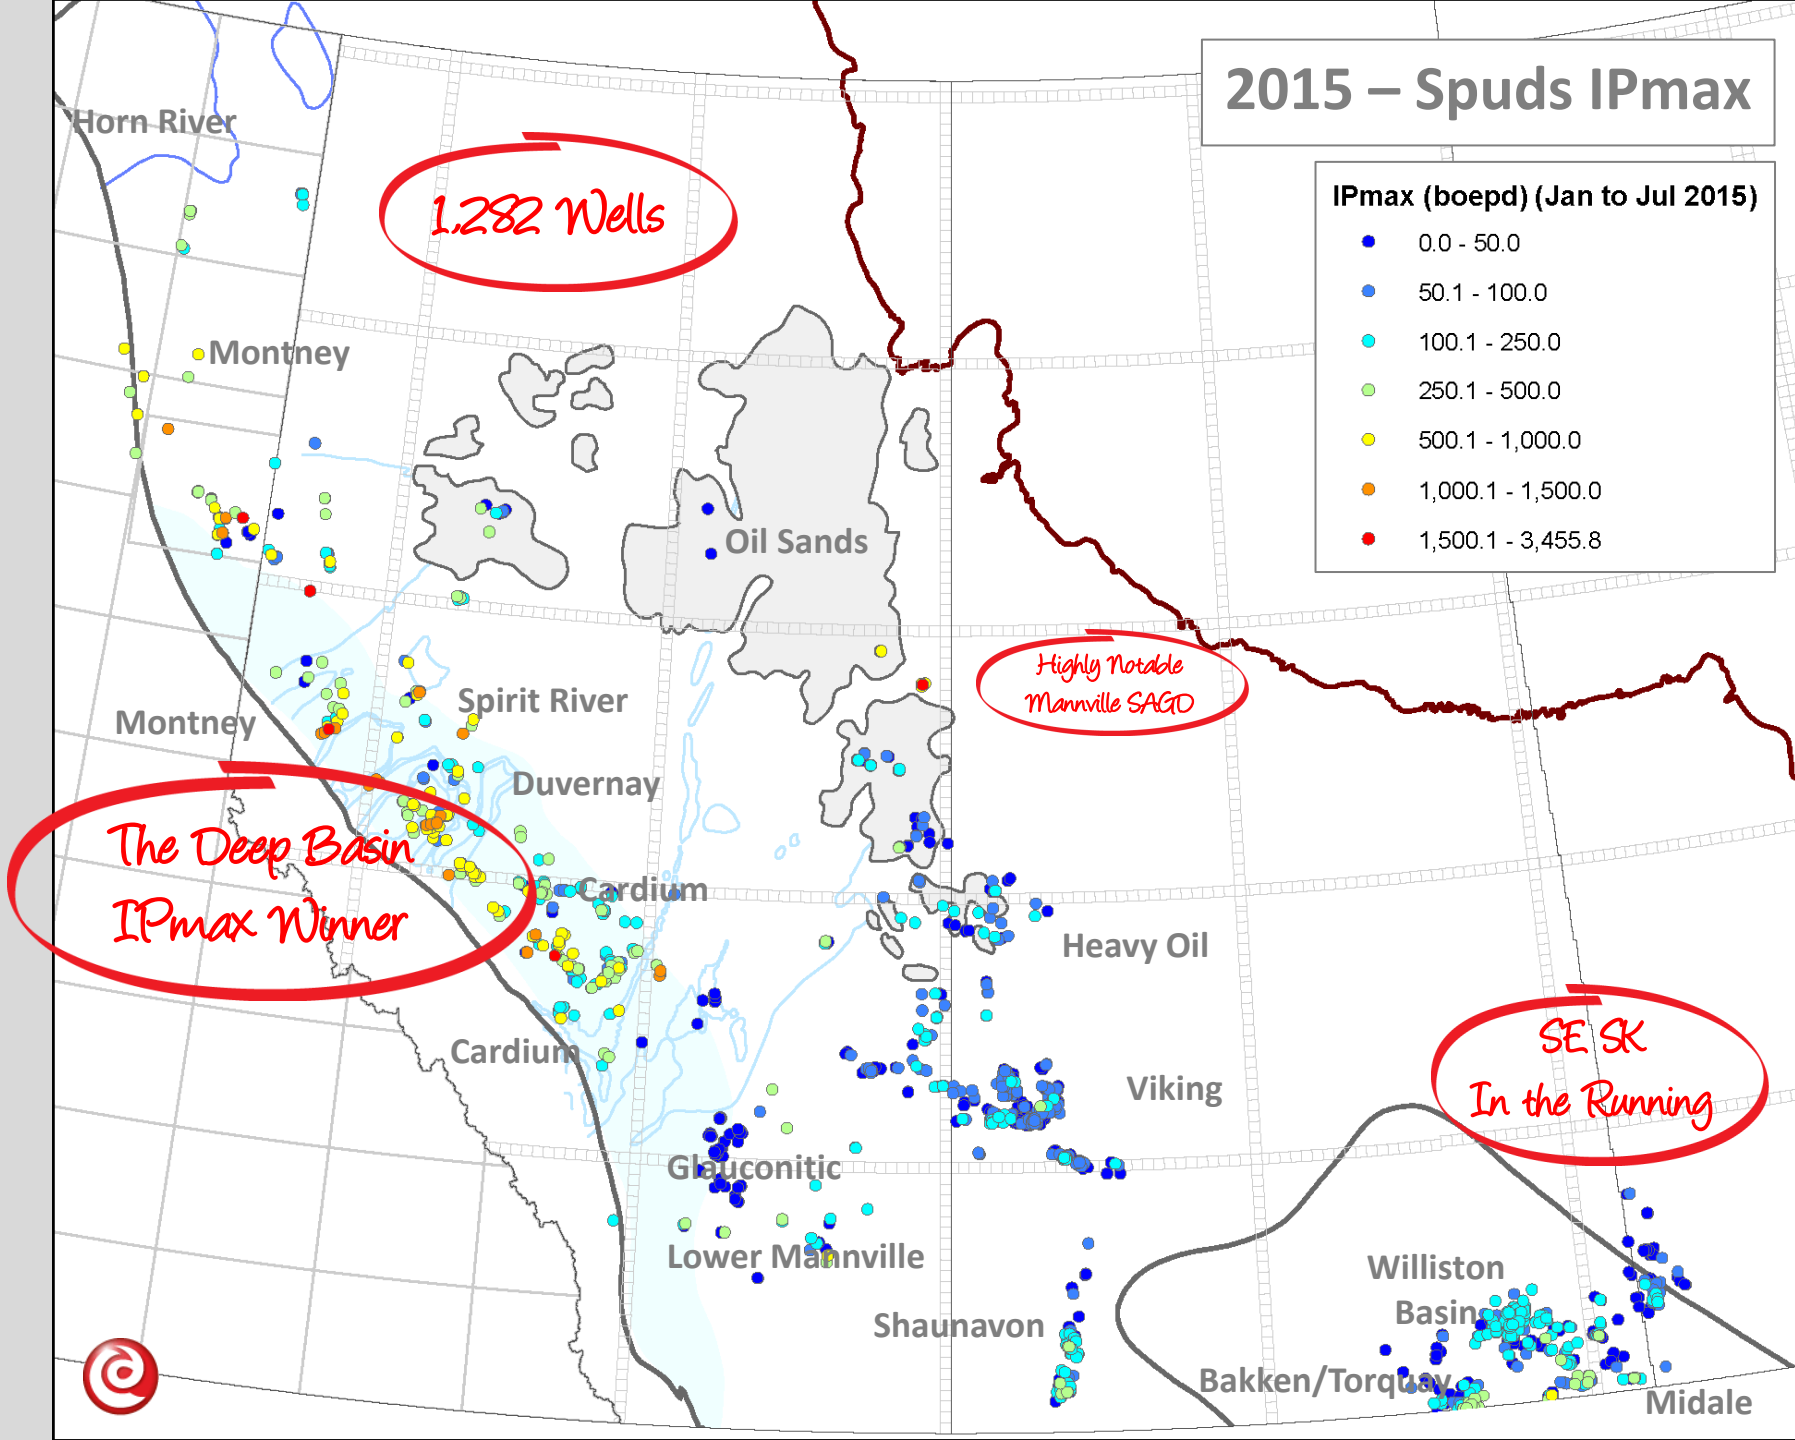 2015 – Spuds IPmax
Horn River
1,282 Wells
IPmax (boepd) (Jan to Jul 2015)
0.0 - 50.0
50.1 - 100.0
100.1 - 250.0
250.1 - 500.0
500.1 - 1,000.0
1,000.1 - 1,500.0
1,500.1 - 3,455.8
Montney
Oil Sands
Highly Notable
Mannville SAGD
Spirit River
Montney
Duvernay
The Deep Basin
IPmax Winner
Cardium
Heavy Oil
Cardium
SE SK
In the Running
Viking
Glauconitic
Lower Mannville
Williston
Basin
Shaunavon
Bakken/Torquay
Midale